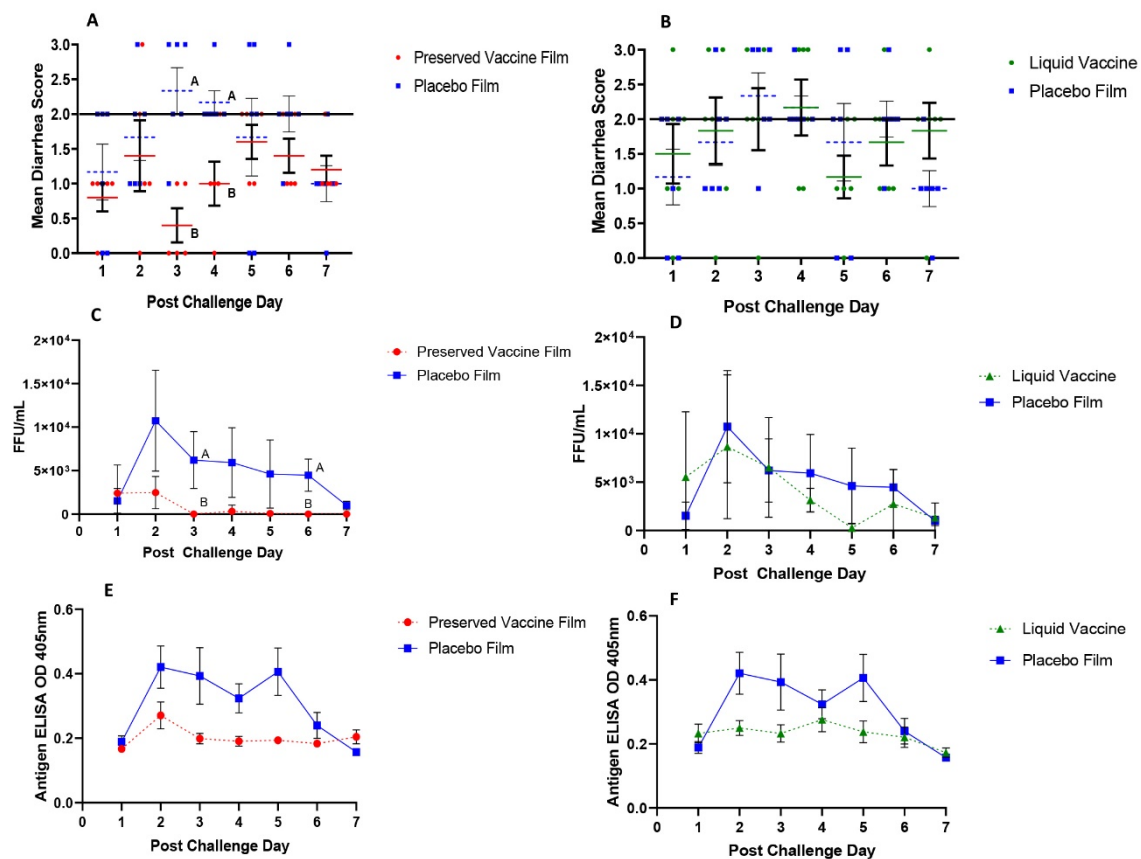 A
Mean Diarrhea Score
3.0
2.5
2.0
1.5
1.0
0.5
0.0
A
A
B
B
1 2 3 4 5 6 7
Post Challenge Day
Preserved Vaccine Film
Placebo Film
B
Mean Diarrhea Score
3.0
2.5
2.0
1.5
1.0
0.5
0.0
1 2 3 4 5 6 7
Post Challenge Day
Liquid Vaccine
Placebo Film
C
FFU/mL
2×10⁴
1×10⁴
1×10⁴
5×10³
0
A
A
B
B
0 1 2 3 4 5 6 7
Post Challenge Day
Preserved Vaccine Film
Placebo Film
D
FFU/mL
2×10⁴
1×10⁴
1×10⁴
5×10³
0
0 1 2 3 4 5 6 7
Post Challenge Day
Liquid Vaccine
Placebo Film
E
Antigen ELISA OD 405nm
0.6
0.4
0.2
0.0
0 1 2 3 4 5 6 7
Post Challenge Day
Preserved Vaccine Film
Placebo Film
F
Antigen ELISA OD 405nm
0.6
0.4
0.2
0.0
0 1 2 3 4 5 6 7
Post Challenge Day
Liquid Vaccine
Placebo Film